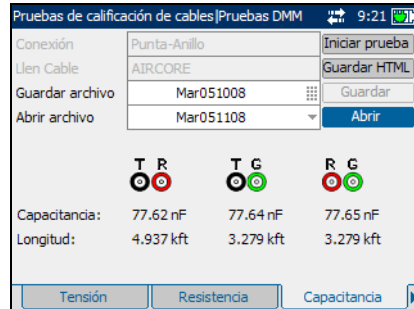 Pruebas de calificación de cables|Pruebas DMM 9:21
Conexión Punta-Anillo Iniciar prueba
Llen Cable AIRCORE Guardar HTML
Guardar archivo Mar051008 Guardar
Abrir archivo Mar051108 Abrir
T R T G R G
Capacitancia: 77.62 nF 77.64 nF 77.65 nF
Longitud: 4.937 kft 3.279 kft 3.279 kft
Tensión Resistencia Capacitancia